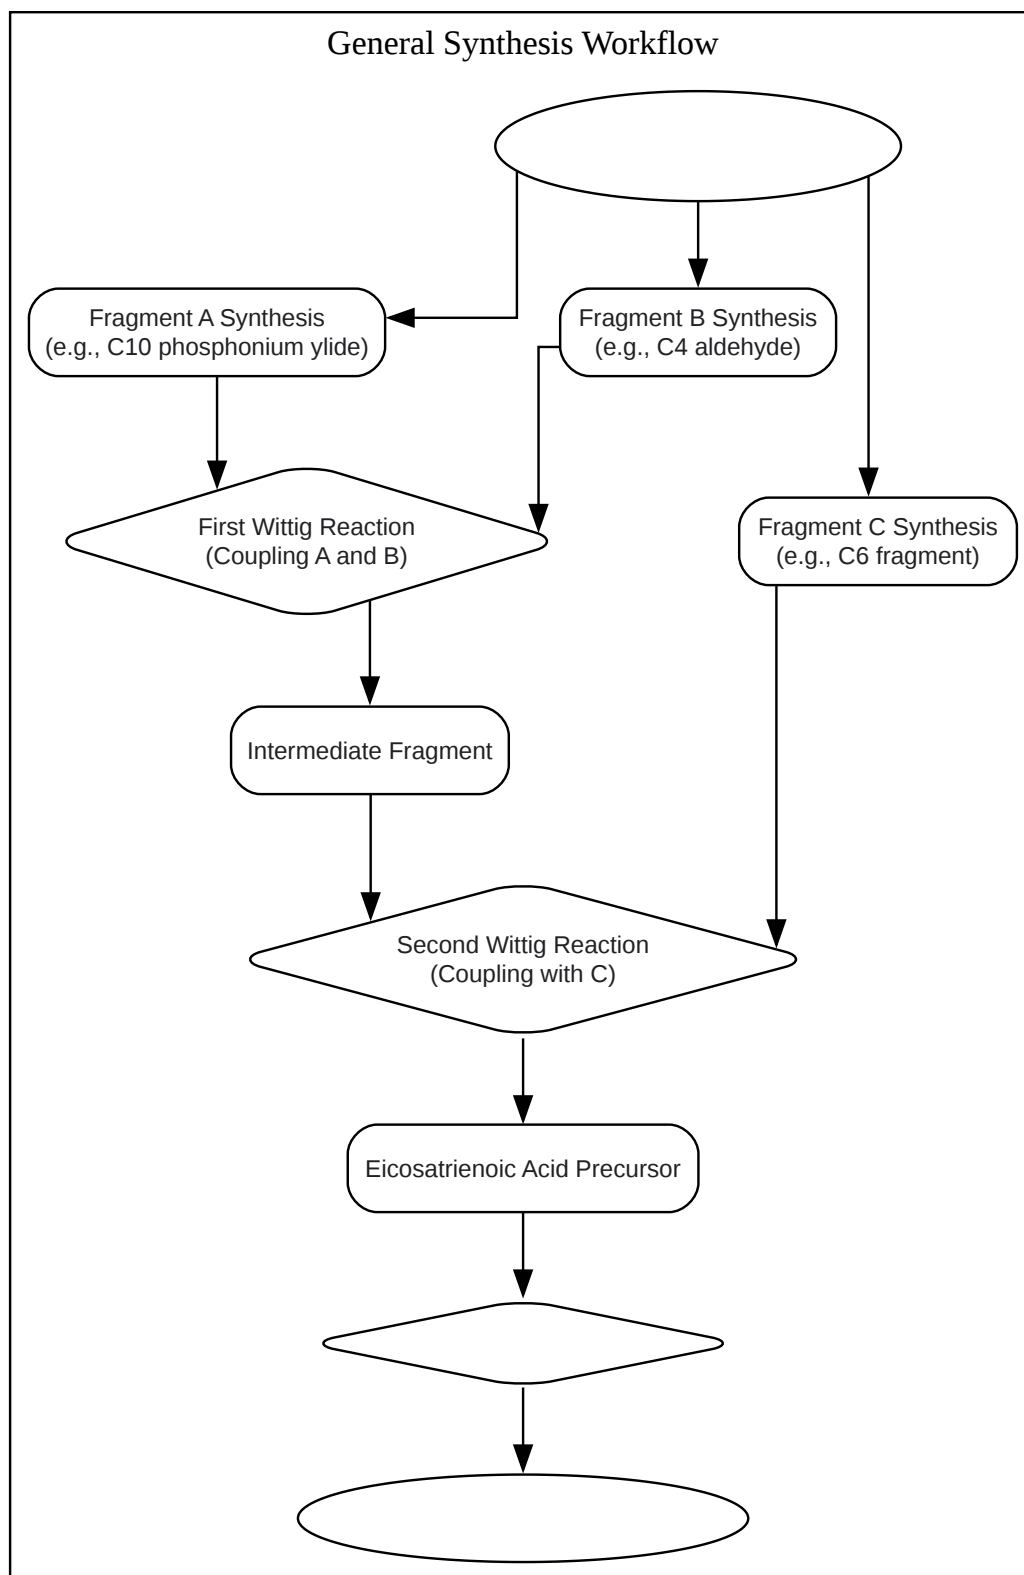 General Synthesis Workflow
Fragment A Synthesis
(e.g., C10 phosphonium ylide)
Fragment B Synthesis
(e.g., C4 aldehyde)
First Wittig Reaction
(Coupling A and B)
Fragment C Synthesis
(e.g., C6 fragment)
Intermediate Fragment
Second Wittig Reaction
(Coupling with C)
Eicosatrienoic Acid Precursor